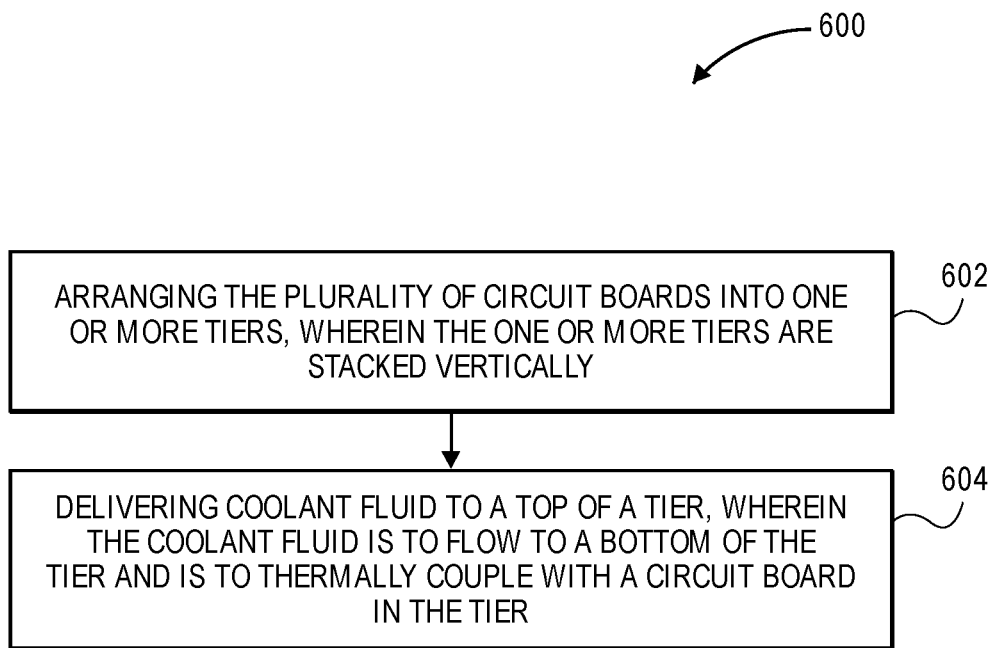 600
ARRANGING THE PLURALITY OF CIRCUIT BOARDS INTO ONE
OR MORE TIERS, WHEREIN THE ONE OR MORE TIERS ARE
STACKED VERTICALLY
602
DELIVERING COOLANT FLUID TO A TOP OF A TIER, WHEREIN
THE COOLANT FLUID IS TO FLOW TO A BOTTOM OF THE
TIER AND IS TO THERMALLY COUPLE WITH A CIRCUIT BOARD
IN THE TIER
604